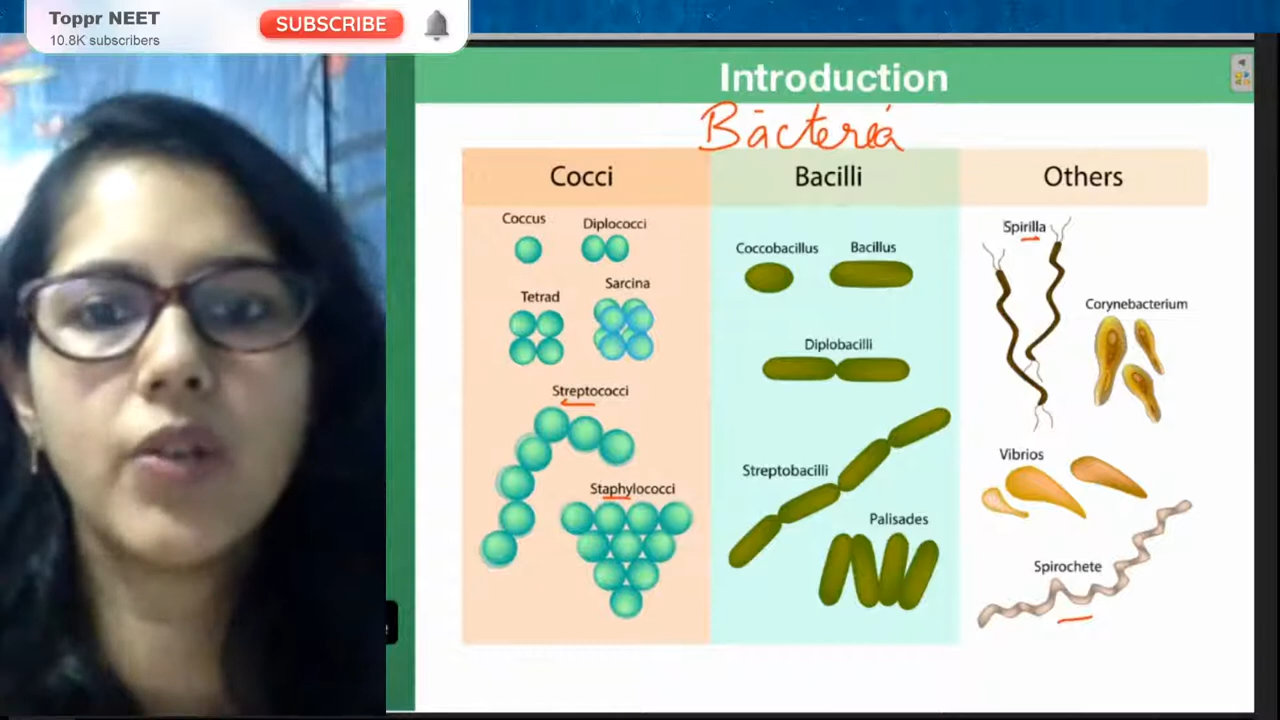 Toppr NEET
10.8K subscribers
SUBSCRIBE
Introduction
Bacteria
Cocci
Bacilli
Others
Coccus
Diplococci
Tetrad
Sarcina
Streptococci
Staphylococci
Coccobacillus
Bacillus
Diplobacilli
Streptobacilli
Palisades
Spirilla
Corynebacterium
Vibrios
Spirochete